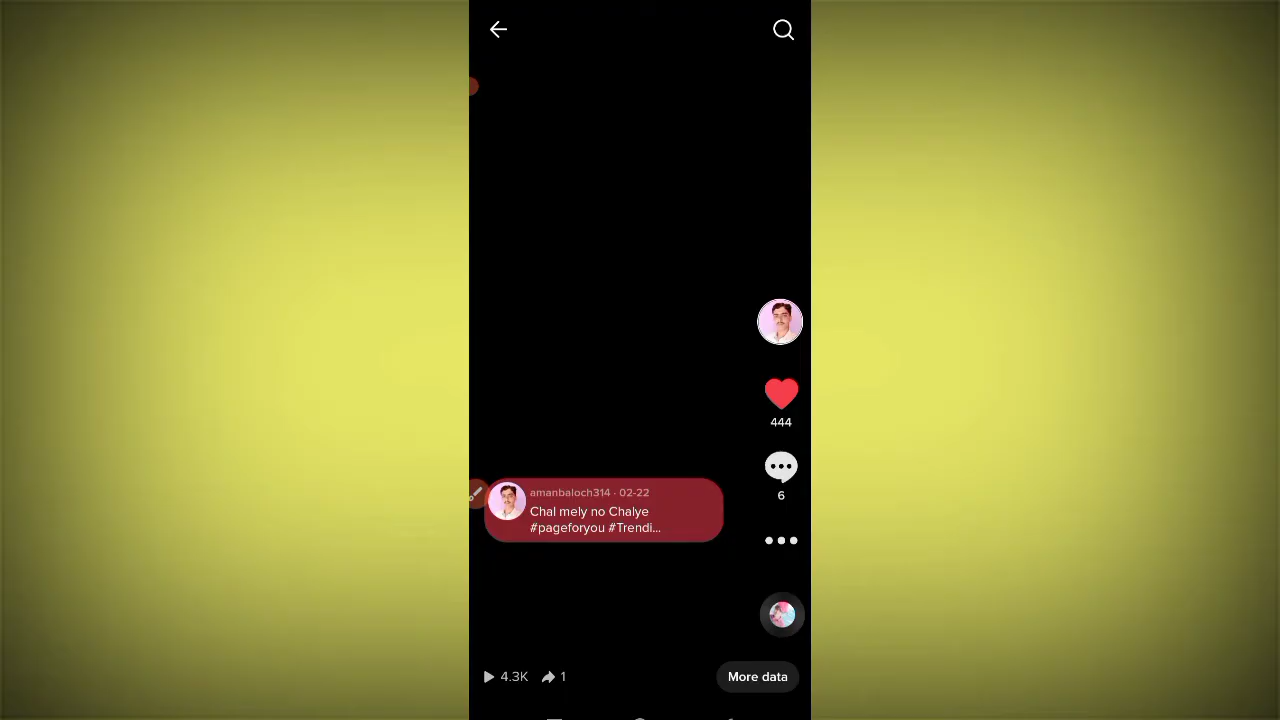 444
6
amanbaloch314 · 02-22
Chal mely no Chalye
#pageforyou #Trendi...
4.3K
1
More data